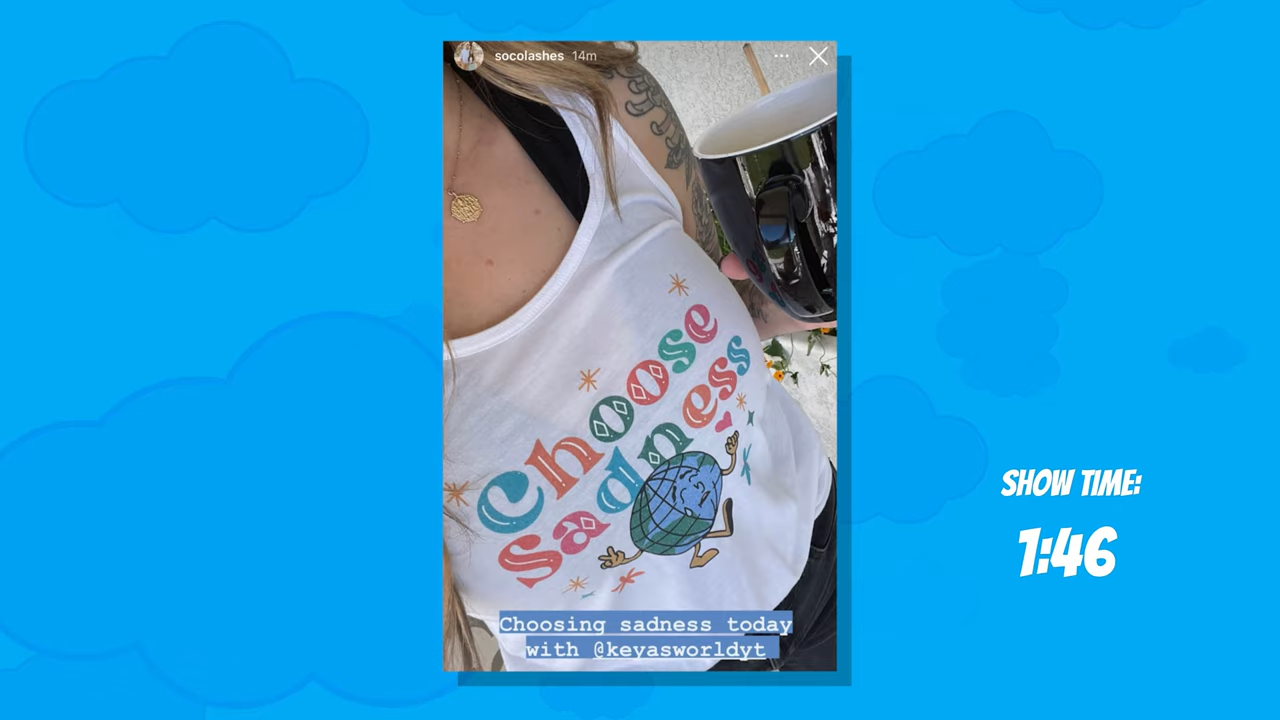 socolashes 14m
Choose
Sadness
Choosing sadness today
with @keyasworldyt
SHOW TIME:
1:46